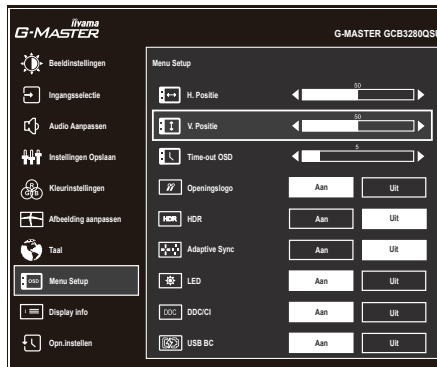 iiyama
G-MASTER
G-MASTER GCB3280QSU
Beeldinstellingen
Ingangsselectie
Audio Aanpassen
Instellingen Opslaan
Kleurinstellingen
R
G B
Afbeelding aanpassen
Taal
OSD Menu Setup
i Display info
Opn.instellen
Menu Setup
H. Positie 50
V. Positie 50
Time-out OSD 5
Openingslogo Aan Uit
HDR HDR Aan Uit
Adaptive Sync Aan Uit
LED Aan Uit
DDC DDC/CI Aan Uit
USB BC Aan Uit